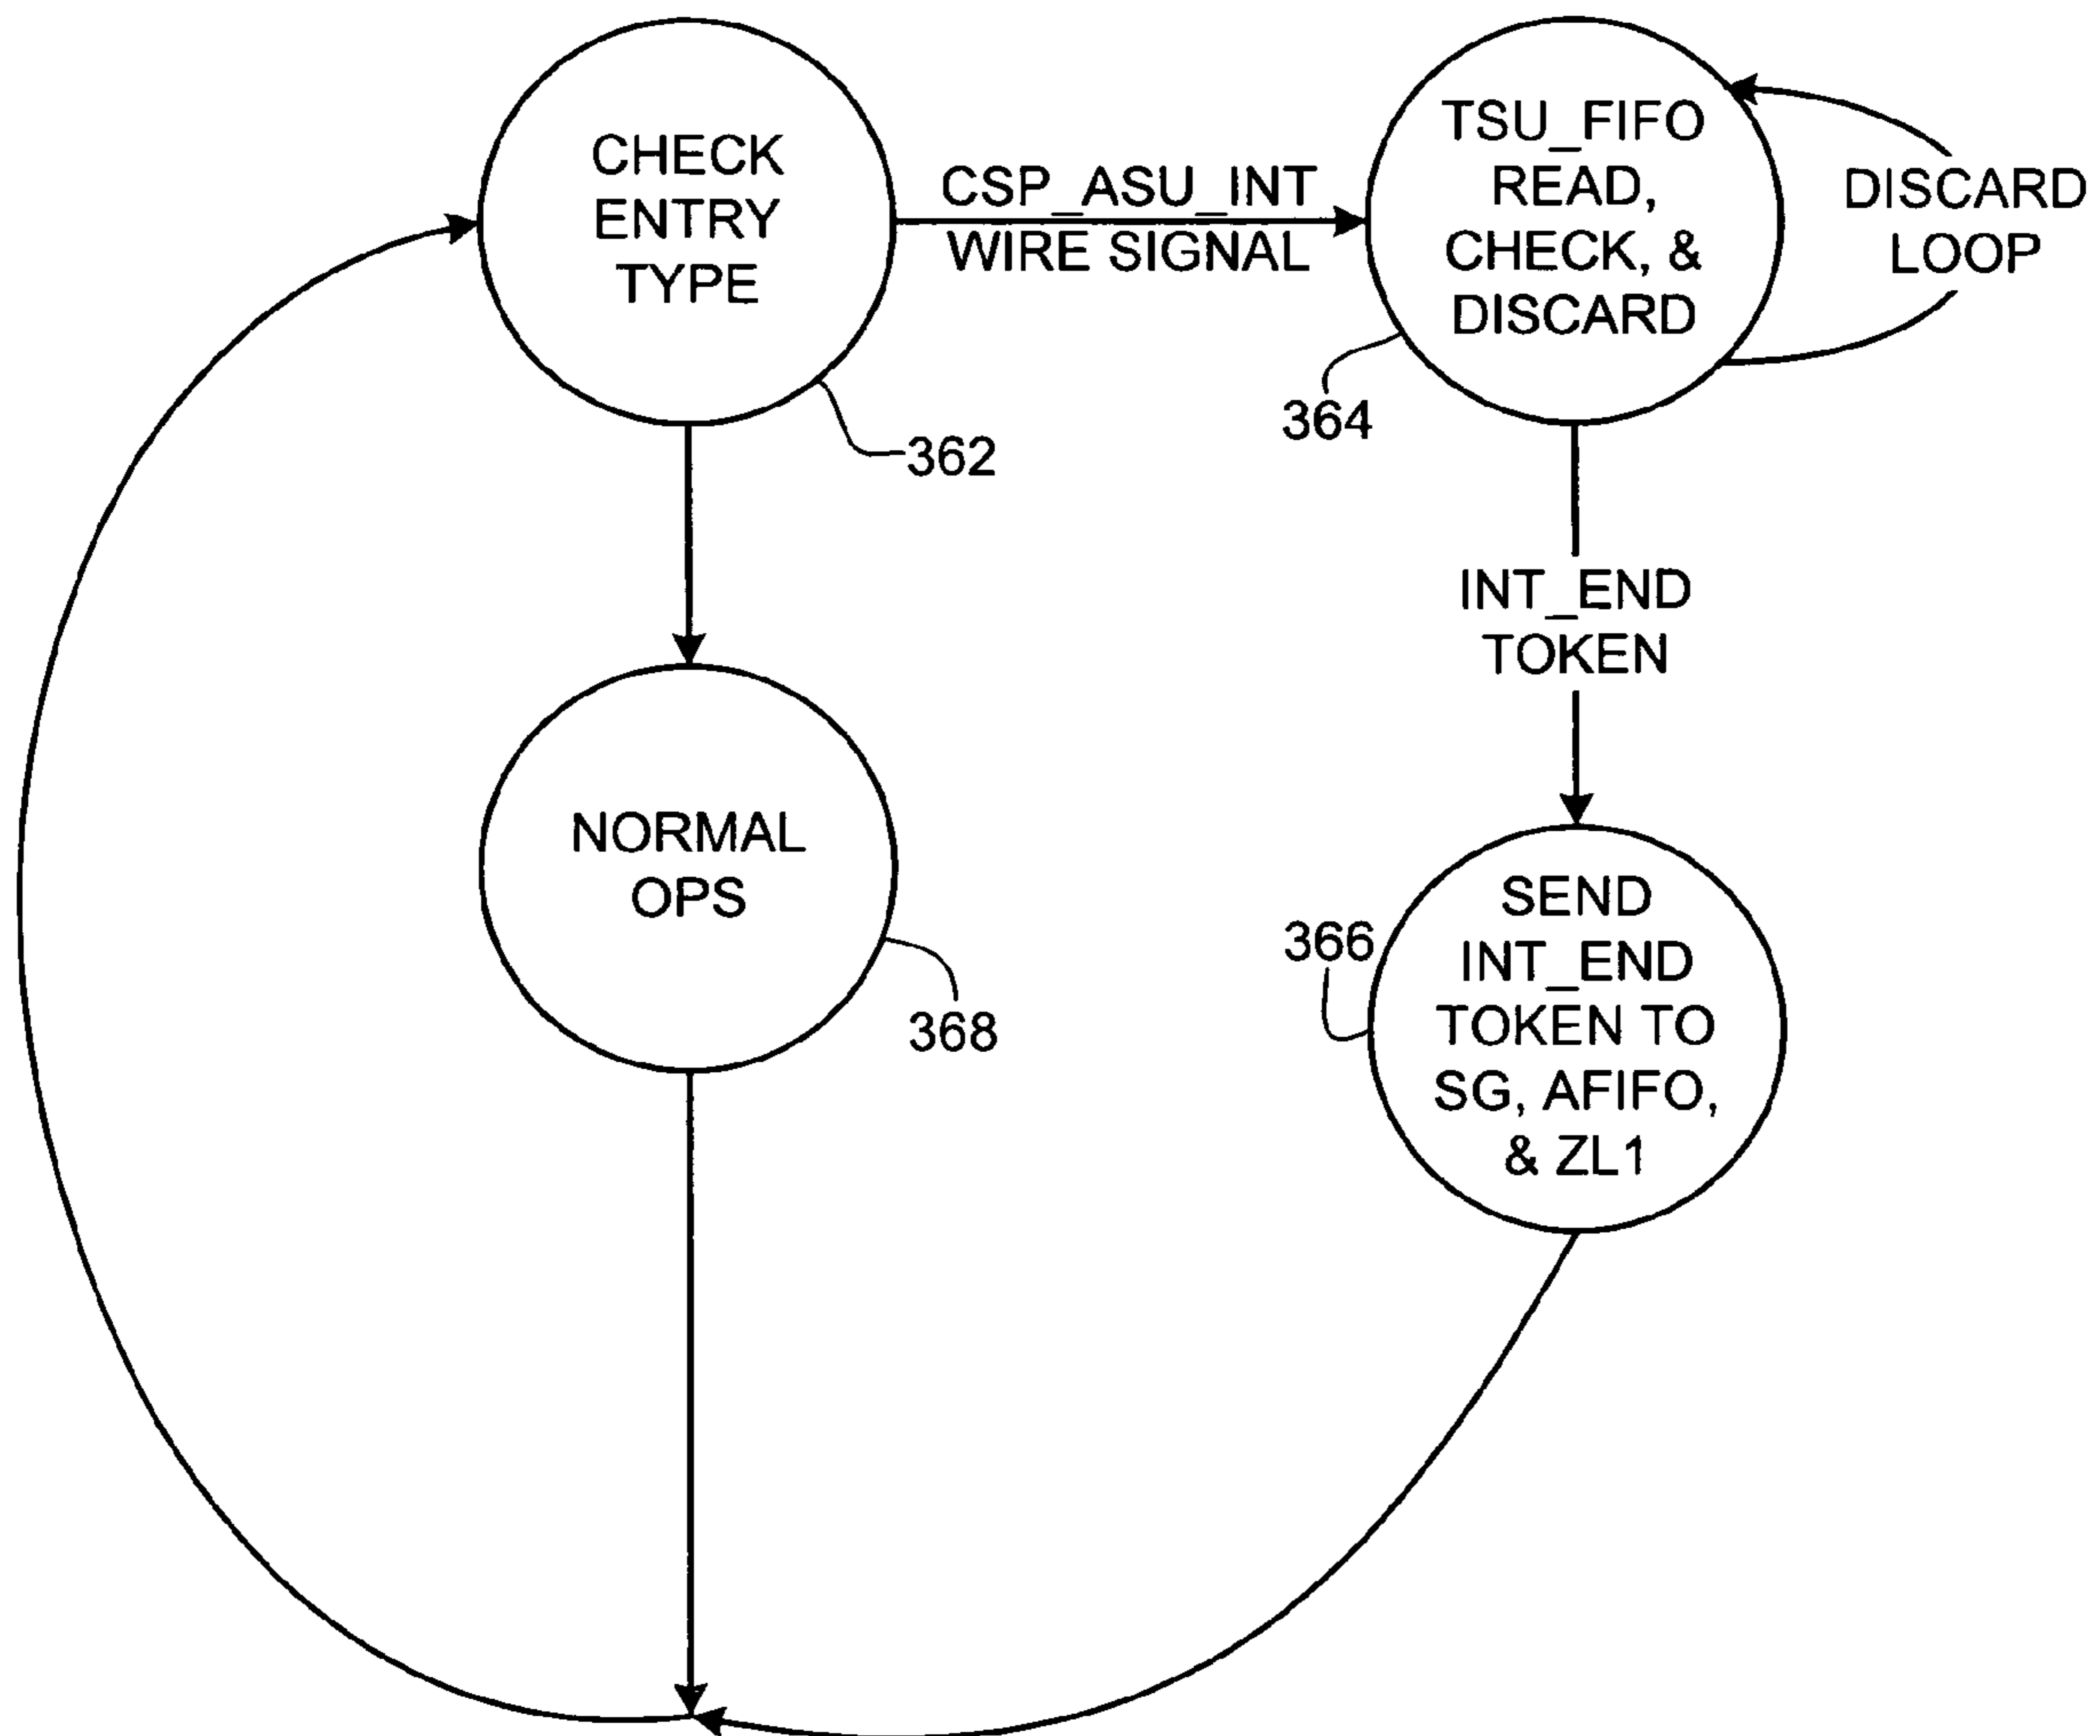 CHECK
ENTRY
TYPE
362
CSP_ASU_INT
WIRE SIGNAL
TSU_FIFO
READ,
CHECK, &
DISCARD
364
DISCARD
LOOP
INT_END
TOKEN
NORMAL
OPS
368
366
SEND
INT_END
TOKEN TO
SG, AFIFO,
& ZL1